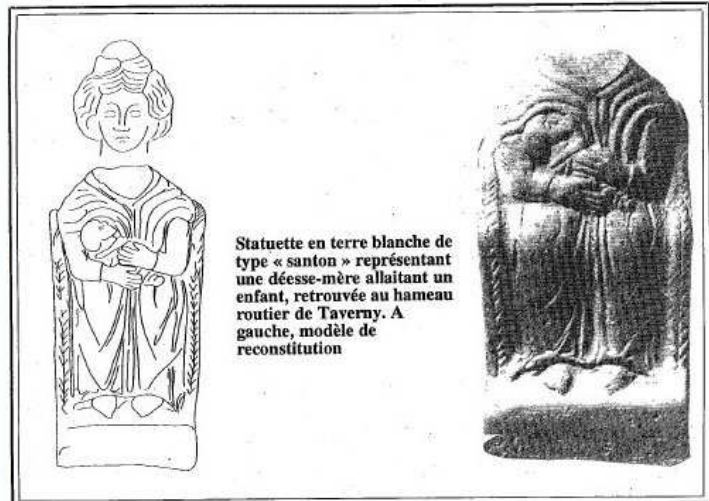 Statuette en terre blanche de
type « santon » représentant
une déesse-mère allaitant un
enfant, retrouvée au hameau
routier de Taverny. A
gauche, modèle de
reconstitution